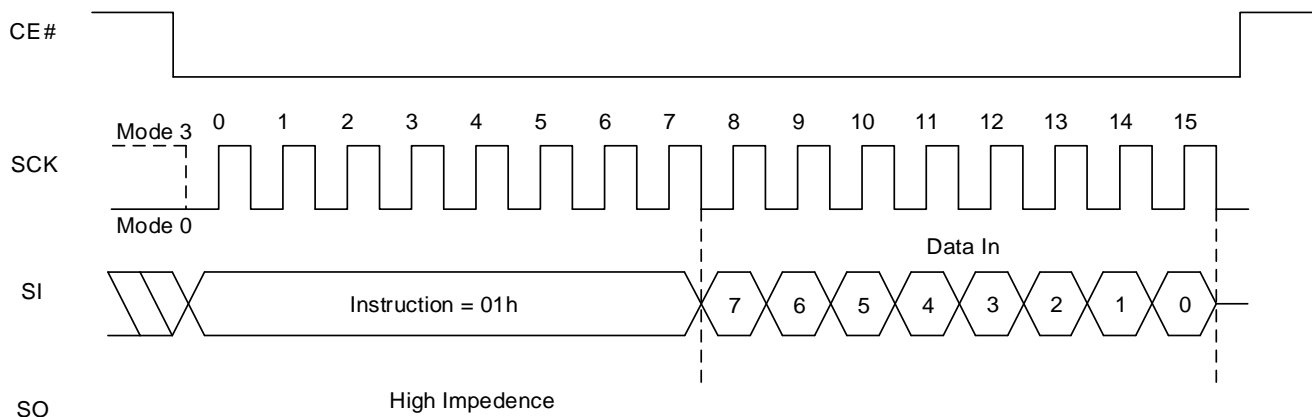 CE#
0 1 2 3 4 5 6 7 8 9 10 11 12 13 14 15
Mode 3
SCK
Mode 0
Data In
SI
Instruction = 01h
7 6 5 4 3 2 1 0
High Impedence
SO